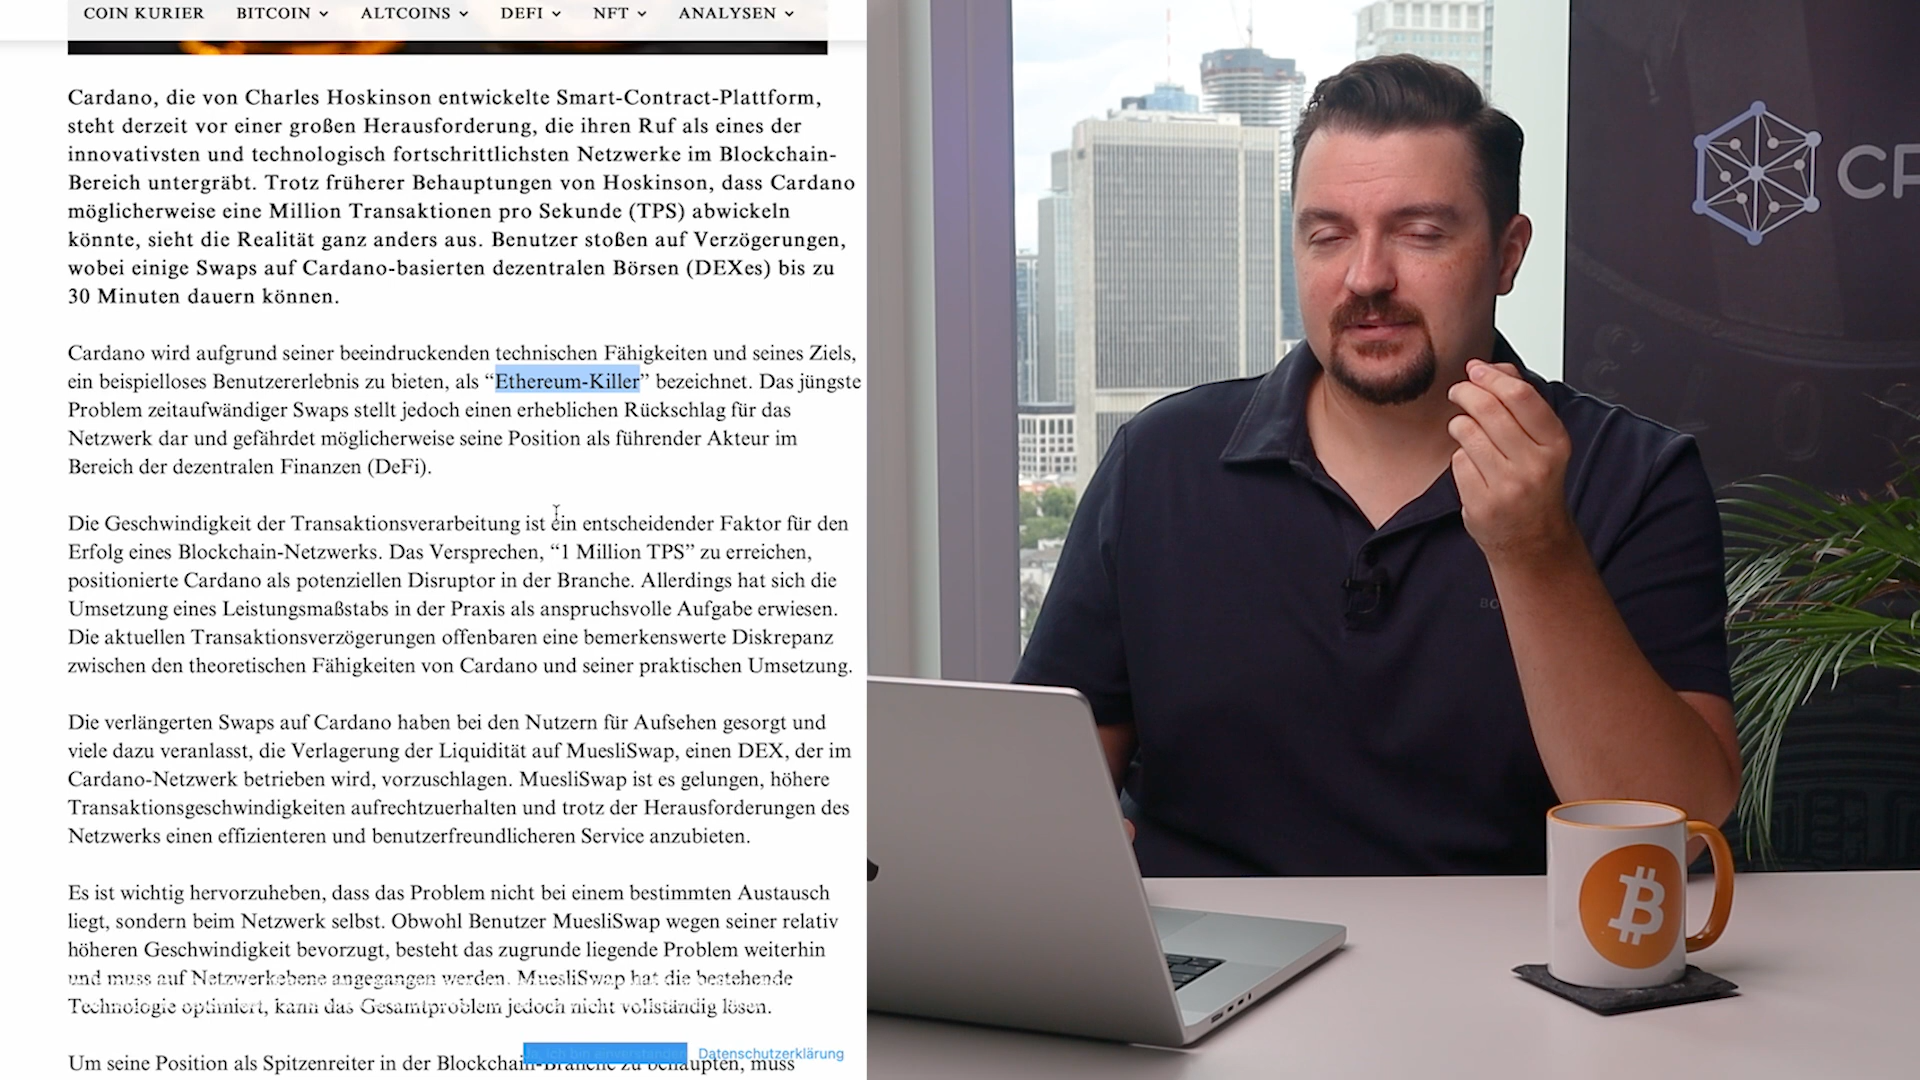 COIN KURIER BITCOIN ALTCOINS DEFI NFT ANALYSEN
Cardano, die von Charles Hoskinson entwickelte Smart-Contract-Plattform,
steht derzeit vor einer großen Herausforderung, die ihren Ruf als eines der
innovativsten und technologisch fortschrittlichsten Netzwerke im Blockchain-
Bereich untergräbt. Trotz früherer Behauptungen von Hoskinson, dass Cardano
möglicherweise eine Million Transaktionen pro Sekunde (TPS) abwickeln
könnte, sieht die Realität ganz anders aus. Benutzer stoßen auf Verzögerungen,
wobei einige Swaps auf Cardano-basierten dezentralen Börsen (DEXes) bis zu
30 Minuten dauern können.
Cardano wird aufgrund seiner beeindruckenden technischen Fähigkeiten und seines Ziels,
ein beispielloses Benutzererlebnis zu bieten, als “Ethereum-Killer” bezeichnet. Das jüngste
Problem zeitaufwändiger Swaps stellt jedoch einen erheblichen Rückschlag für das
Netzwerk dar und gefährdet möglicherweise seine Position als führender Akteur im
Bereich der dezentralen Finanzen (DeFi).
Die Geschwindigkeit der Transaktionsverarbeitung ist ein entscheidender Faktor für den
Erfolg eines Blockchain-Netzwerks. Das Versprechen, “1 Million TPS” zu erreichen,
positionierte Cardano als potenziellen Disruptor in der Branche. Allerdings hat sich die
Umsetzung eines Leistungsmaßstabs in der Praxis als anspruchsvolle Aufgabe erwiesen.
Die aktuellen Transaktionsverzögerungen offenbaren eine bemerkenswerte Diskrepanz
zwischen den theoretischen Fähigkeiten von Cardano und seiner praktischen Umsetzung.
Die verlängerten Swaps auf Cardano haben bei den Nutzern für Aufsehen gesorgt und
viele dazu veranlasst, die Verlagerung der Liquidität auf MuesliSwap, einen DEX, der im
Cardano-Netzwerk betrieben wird, vorzuschlagen. MuesliSwap ist es gelungen, höhere
Transaktionsgeschwindigkeiten aufrechtzuerhalten und trotz der Herausforderungen des
Netzwerks einen effizienteren und benutzerfreundlicheren Service anzubieten.
Es ist wichtig hervorzuheben, dass das Problem nicht bei einem bestimmten Austausch
liegt, sondern beim Netzwerk selbst. Obwohl Benutzer MuesliSwap wegen seiner relativ
höheren Geschwindigkeit bevorzugt, besteht das zugrunde liegende Problem weiterhin
und muss auf Netzwerkebene angegangen werden. MuesliSwap hat die bestehende
Technologie optimiert, kann das Gesamtproblem jedoch nicht vollständig lösen.
Datenschutzerklärung
Um seine Position als Spitzenreiter in der Blockchain-Branche zu behaupten, muss
BO